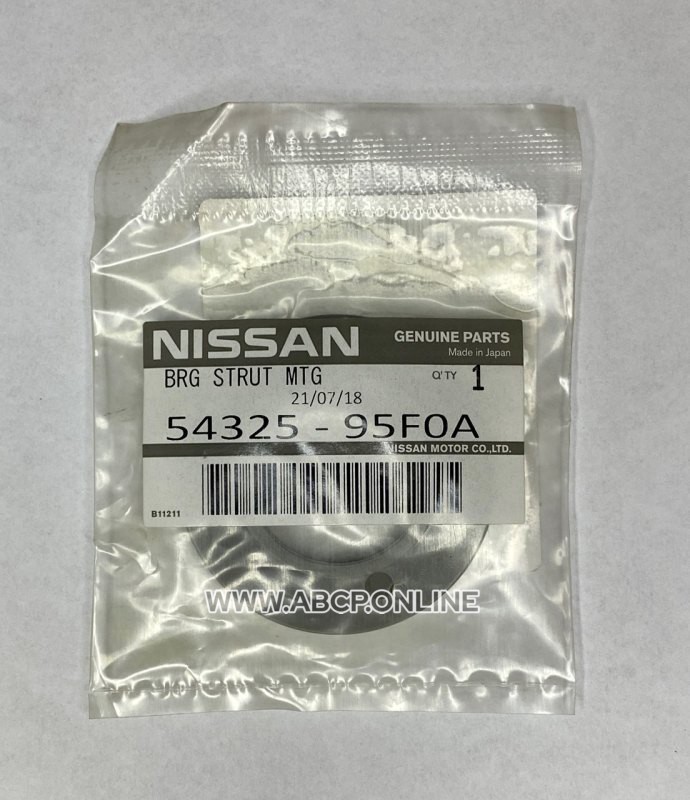 NISSAN GENUINE PARTS
Made in Japan
BRG STRUT MTG Q'TY 1
21/07/18
54325-95F0A
NISSAN MOTOR CO.,LTD.
B11211
WWW.ABCP.ONLINE